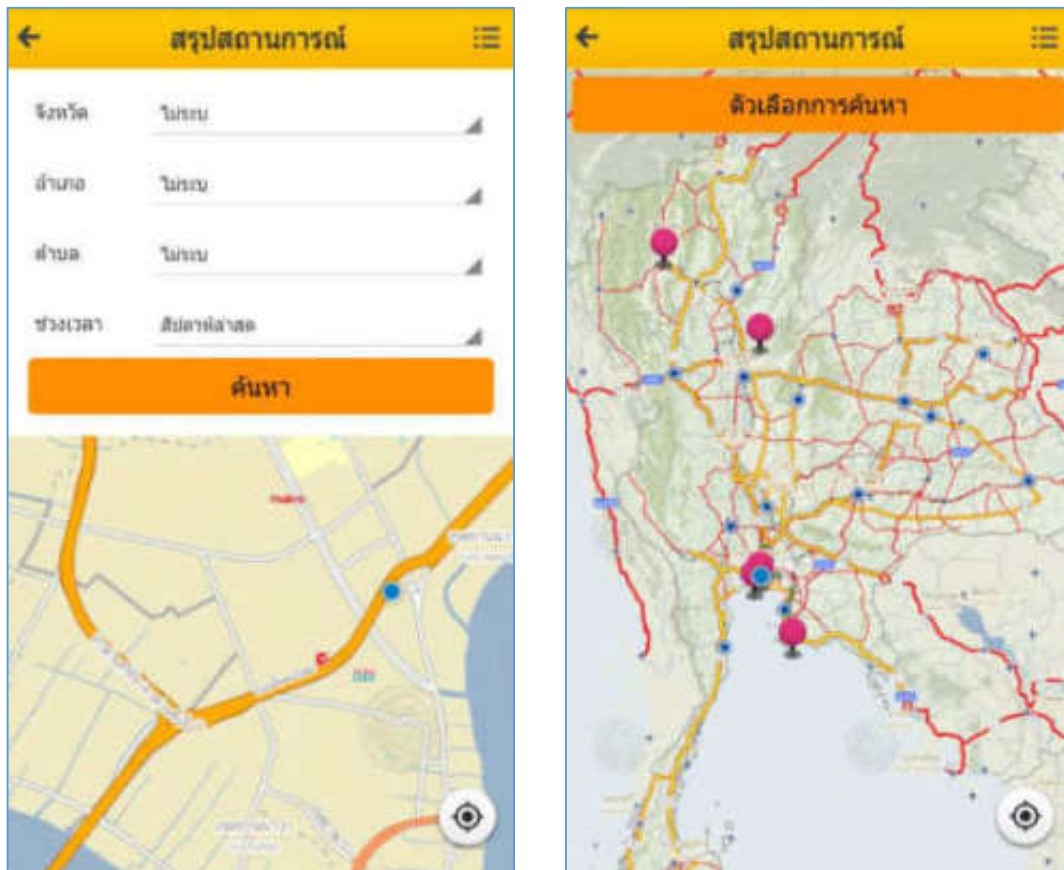 สรุปสถานการณ์
จังหวัด ไม่ระบุ
อำเภอ ไม่ระบุ
ตำบล ไม่ระบุ
ช่วงเวลา สัปดาห์ล่าสุด
ค้นหา
makro
สรุปสถานการณ์
ตัวเลือกการค้นหา